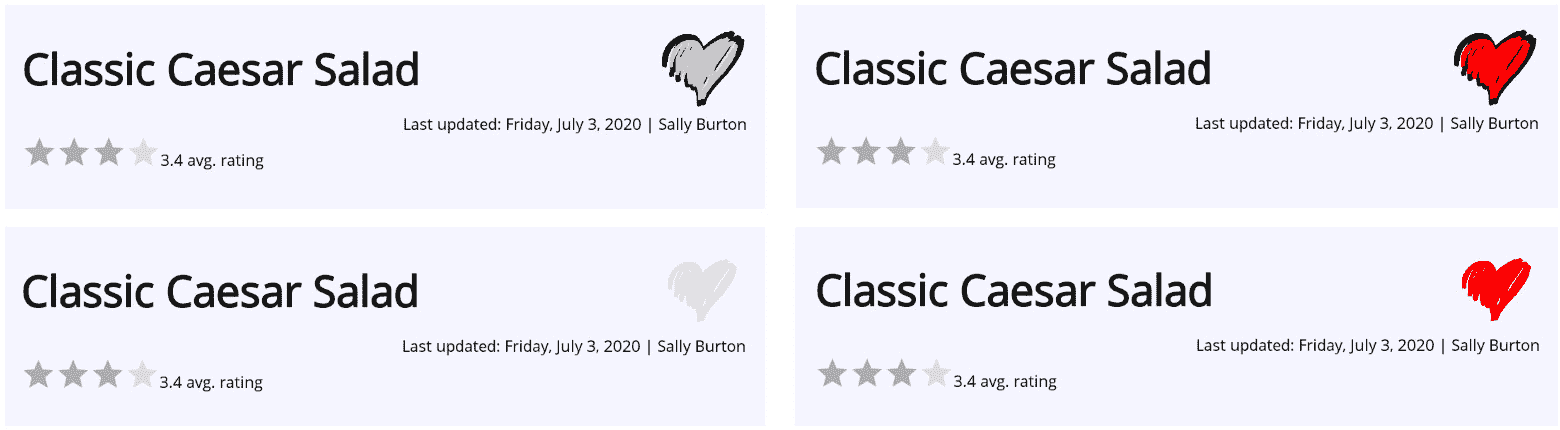 Classic Caesar Salad
Last updated: Friday, July 3, 2020 | Sally Burton
3.4 avg. rating
Classic Caesar Salad
Last updated: Friday, July 3, 2020 | Sally Burton
3.4 avg. rating
Classic Caesar Salad
Last updated: Friday, July 3, 2020 | Sally Burton
3.4 avg. rating
Classic Caesar Salad
Last updated: Friday, July 3, 2020 | Sally Burton
3.4 avg. rating